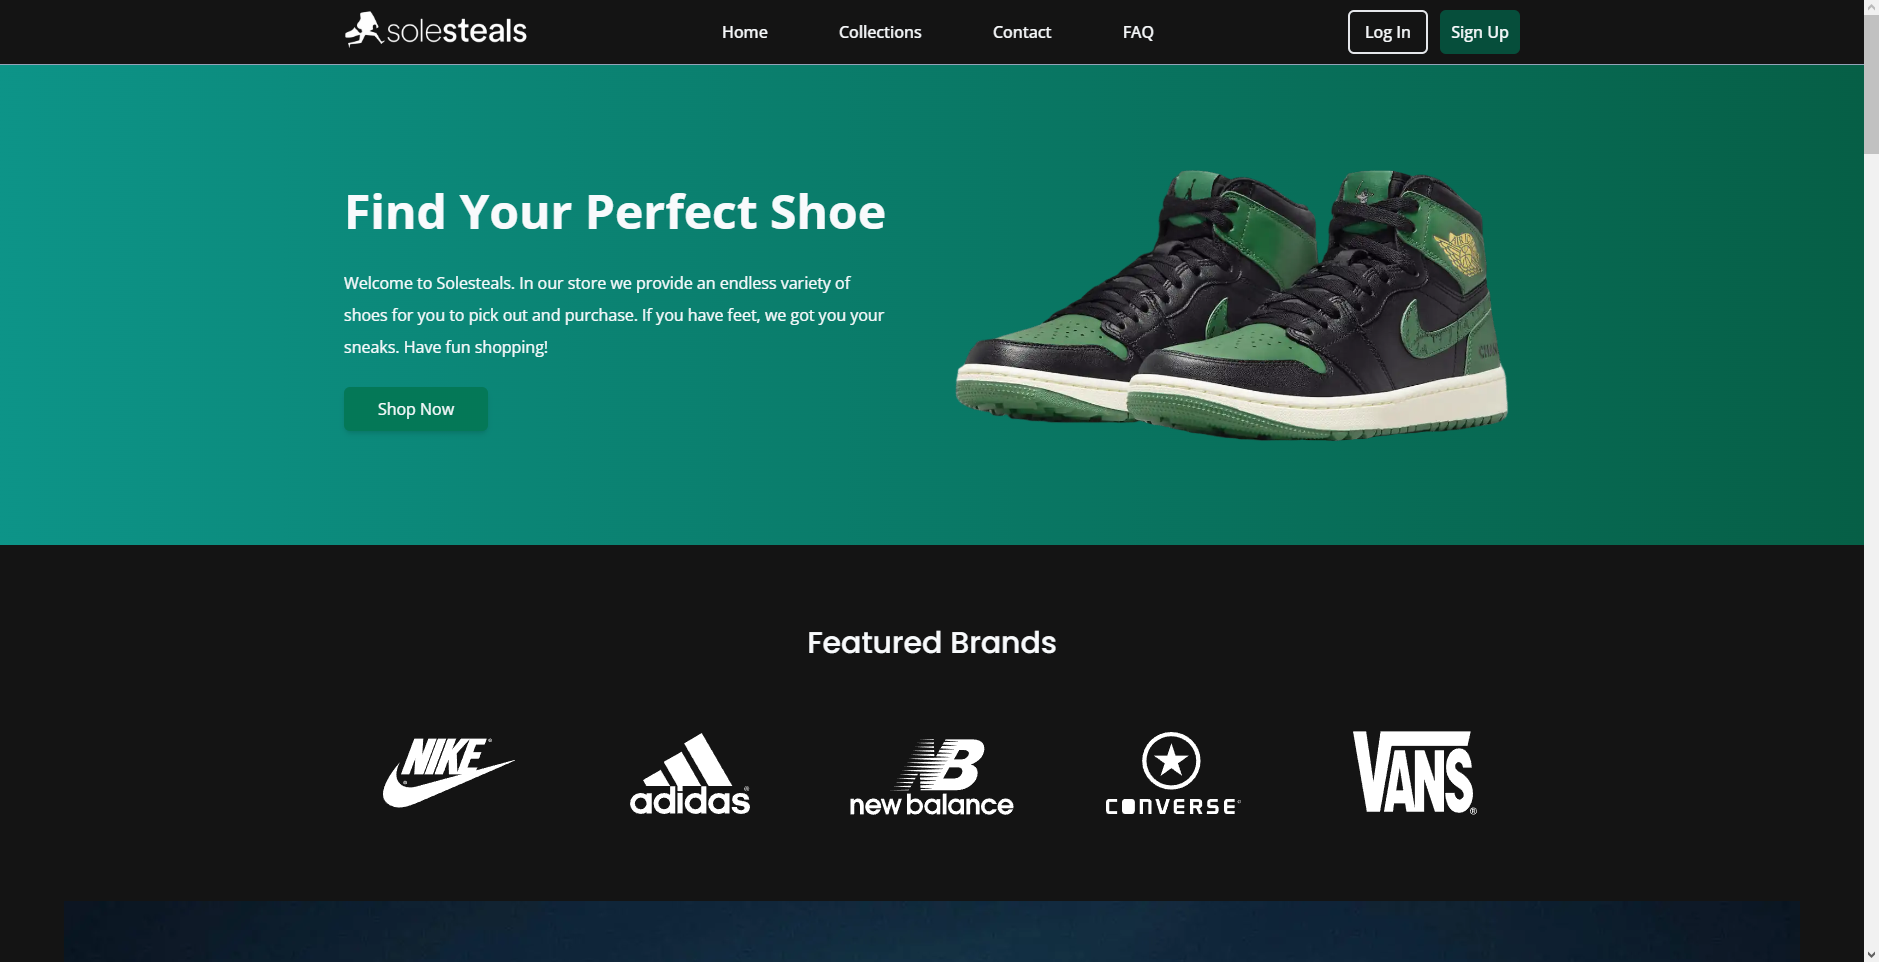 solesteals
Home
Collections
Contact
FAQ
Log In
Sign Up
Find Your Perfect Shoe
Welcome to Solesteals. In our store we provide an endless variety of
shoes for you to pick out and purchase. If you have feet, we got you your
sneaks. Have fun shopping!
Shop Now
Featured Brands
NIKE
adidas
NB
new balance
CONVERSE
VANS